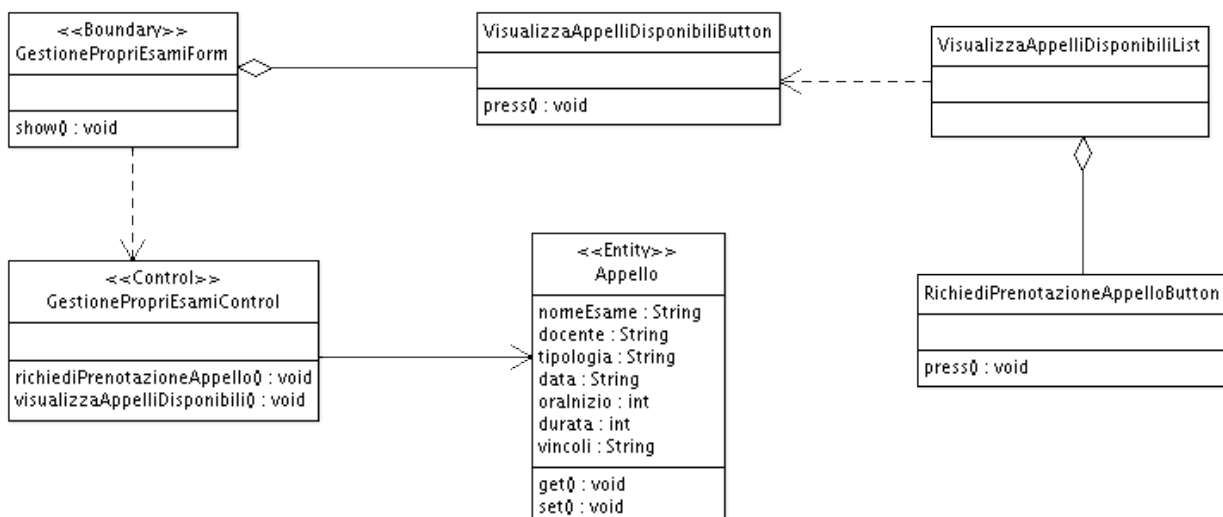 <<Boundary>>
GestionePropriEsamiForm
show() : void
VisualizzaAppelliDisponibiliButton
press() : void
VisualizzaAppelliDisponibiliList
<<Control>>
GestionePropriEsamiControl
richiediPrenotazioneAppello() : void
visualizzaAppelliDisponibili() : void
<<Entity>>
Appello
nomeEsame : String
docente : String
tipologia : String
data : String
oraInizio : int
durata : int
vincoli : String
get() : void
set() : void
RichiediPrenotazioneAppelloButton
press() : void